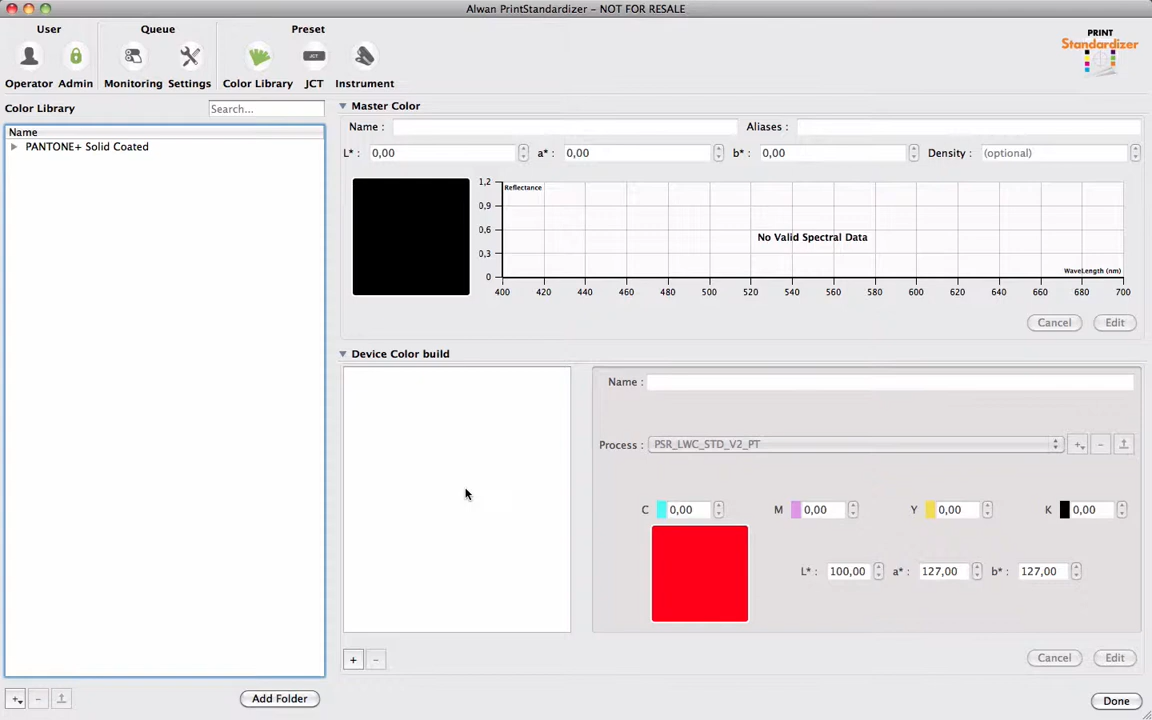 Alwan PrintStandardizer – NOT FOR RESALE
User
Queue
Preset
PRINT
Standardizer
JCT
Operator Admin Monitoring Settings Color Library JCT Instrument
Color Library Search...
Name
PANTONE+ Solid Coated
Add Folder
Master Color
Name : Aliases :
L* : 0,00 a* : 0,00 b* : 0,00 Density : (optional)
Reflectance
1,2
0,9
0,6
0,3
0
No Valid Spectral Data
WaveLength (nm)
400 420 440 460 480 500 520 540 560 580 600 620 640 660 680 700
Cancel Edit
Device Color build
+ -
Name :
Process : PSR_LWC_STD_V2_PT
C 0,00 M 0,00 Y 0,00 K 0,00
L* : 100,00 a* : 127,00 b* : 127,00
Cancel Edit
Done